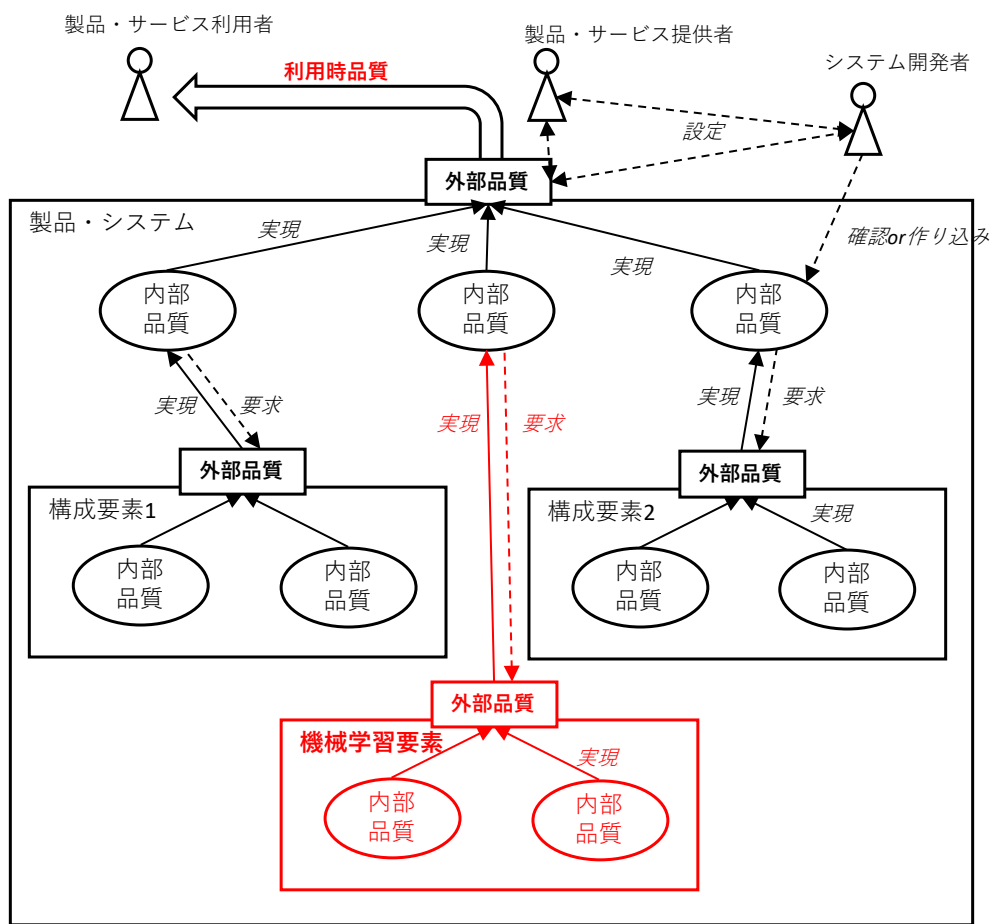 製品・サービス利用者
製品・サービス提供者
システム開発者
利用時品質
設定
外部品質
製品・システム
実現
実現
実現
確認or作り込み
内部
品質
内部
品質
内部
品質
実現
要求
実現
要求
実現
要求
外部品質
外部品質
構成要素1
構成要素2
実現
内部
品質
内部
品質
内部
品質
内部
品質
外部品質
機械学習要素
実現
内部
品質
内部
品質